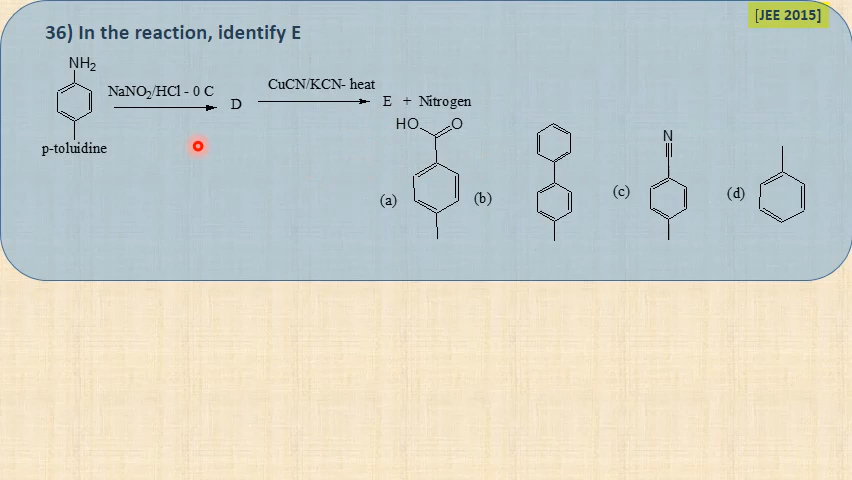 [JEE 2015]
36) In the reaction, identify E
NH2
NaNO2/HCl - 0 C
CuCN/KCN- heat
D
E + Nitrogen
p-toluidine
HO
O
N
(a)
(b)
(c)
(d)